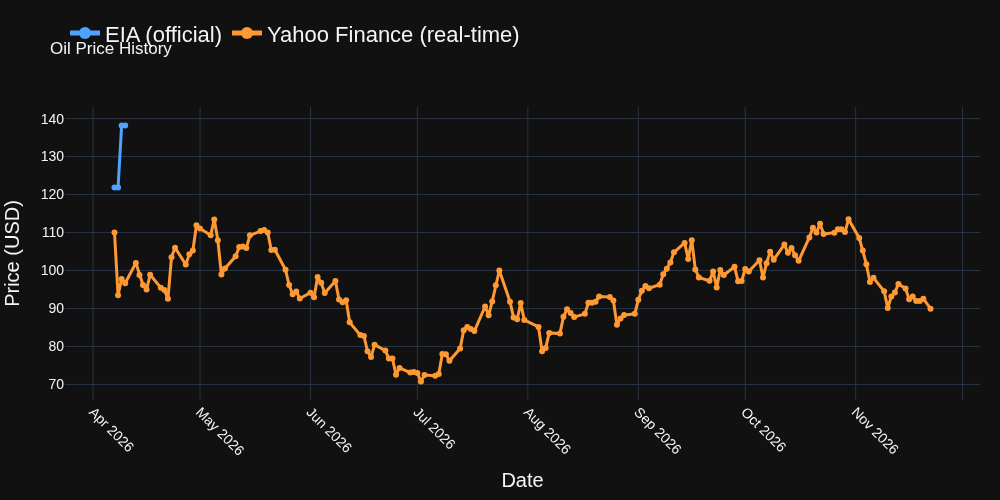 EIA (official) Yahoo Finance (real-time)
Oil Price History
Price (USD)
140
130
120
110
100
90
80
70
Apr 2026
May 2026
Jun 2026
Jul 2026
Aug 2026
Sep 2026
Oct 2026
Nov 2026
Date